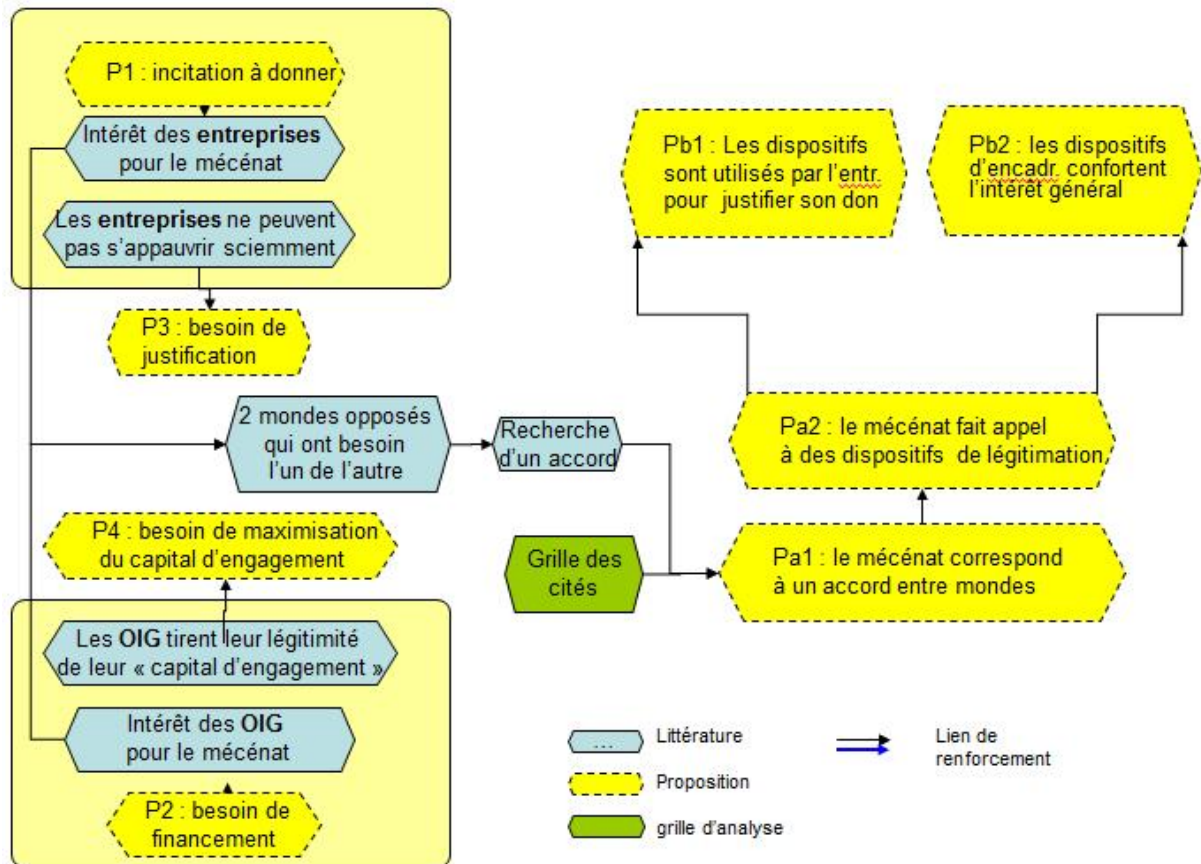 P1 : incitation à donner
Intérêt des entreprises
pour le mécénat
Les entreprises ne peuvent
pas s'appauvrir sciemment
P3 : besoin de
justification
2 mondes opposés
qui ont besoin
l'un de l'autre
Recherche
d'un accord
P4 : besoin de maximisation
du capital d'engagement
Grille des
cités
Les OIG tirent leur légitimité
de leur « capital d'engagement »
Intérêt des OIG
pour le mécénat
P2 : besoin de
financement
Pb1 : Les dispositifs
sont utilisés par l'entr.
pour justifier son don
Pb2 : les dispositifs
d'encadr. confortent
l'intérêt général
Pa2 : le mécénat fait appel
à des dispositifs de légitimation
Pa1 : le mécénat correspond
à un accord entre mondes
... Littérature
Proposition
grille d'analyse
Lien de
renforcement